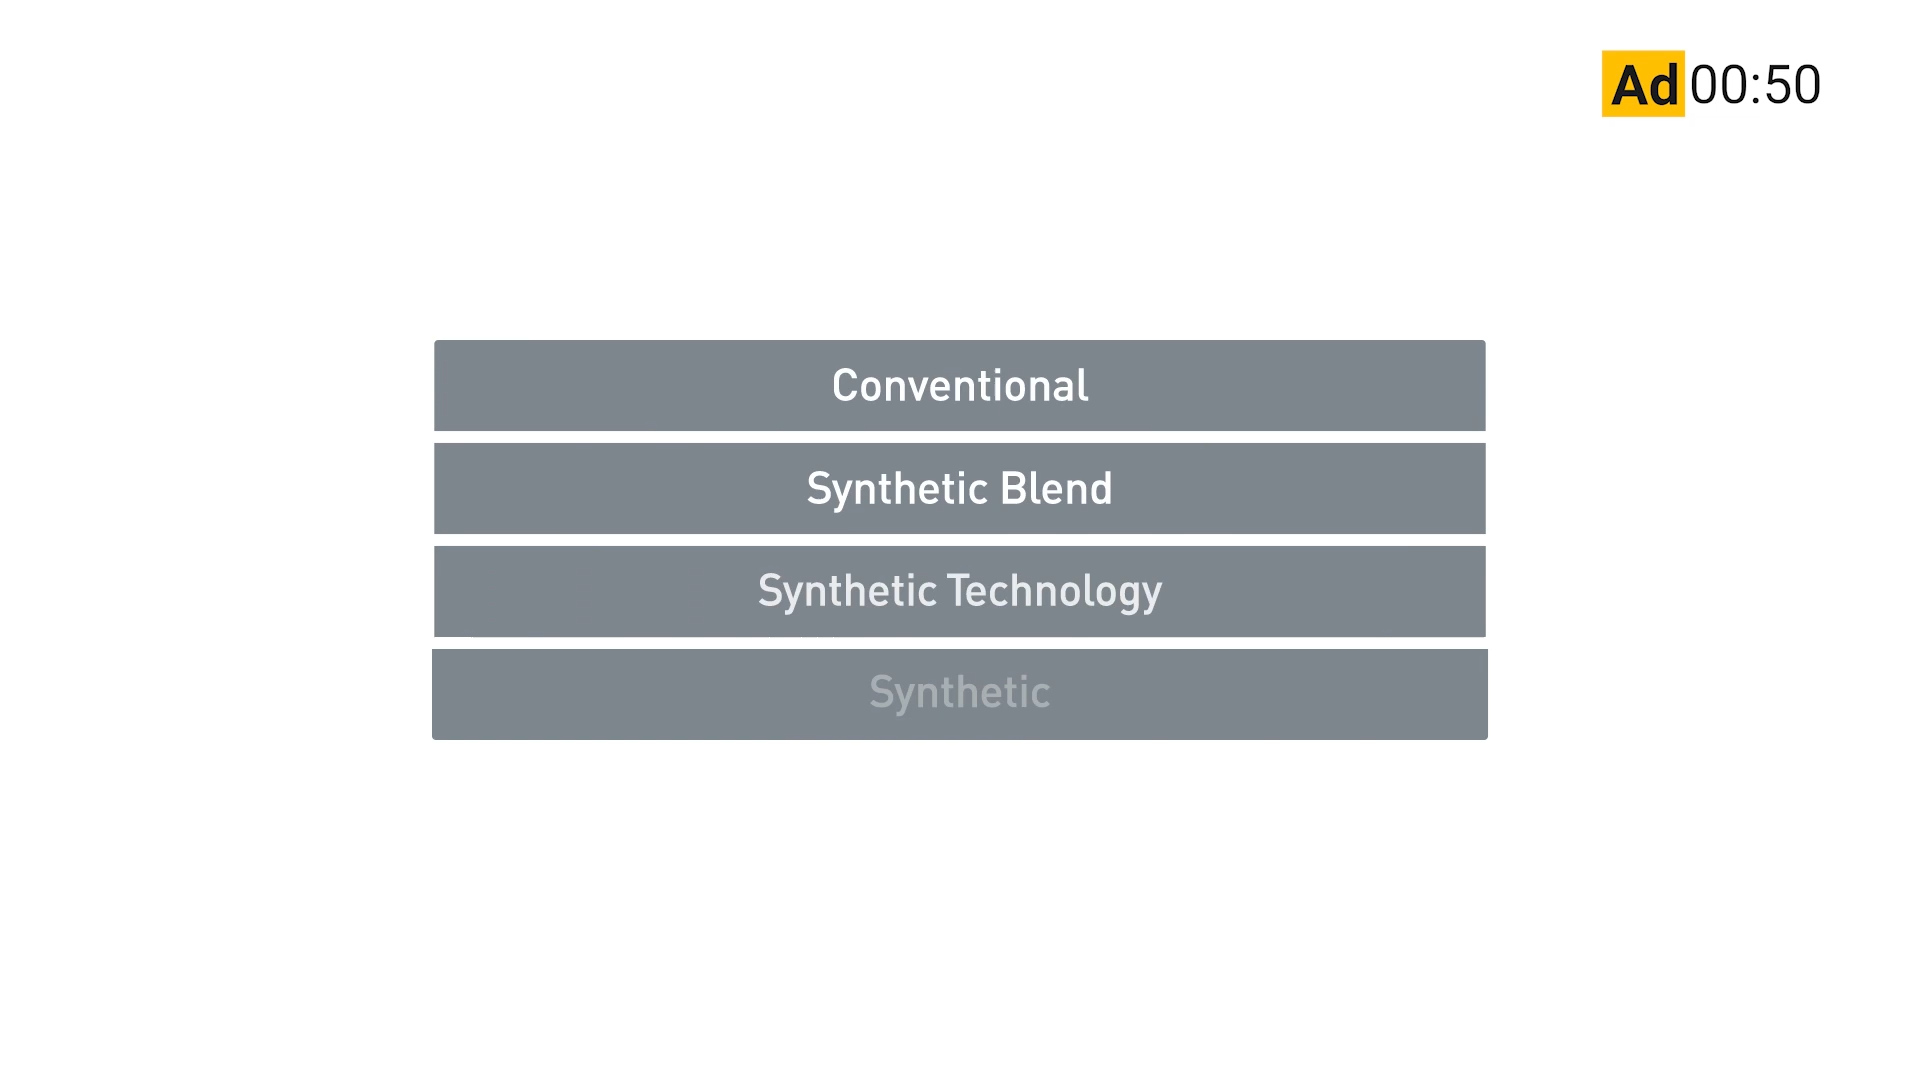 Ad 00:50
Conventional
Synthetic Blend
Synthetic Technology
Synthetic